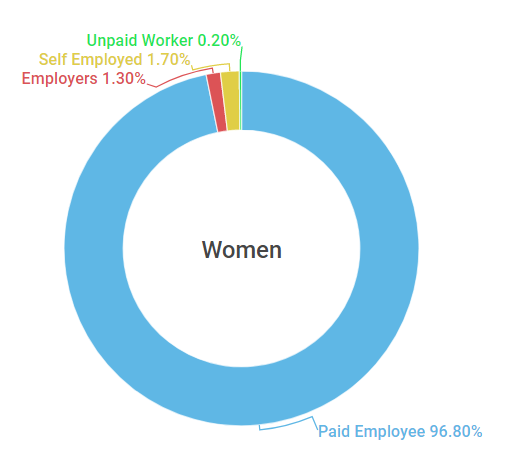 Unpaid Worker 0.20%
Self Employed 1.70%
Employers 1.30%
Women
Paid Employee 96.80%